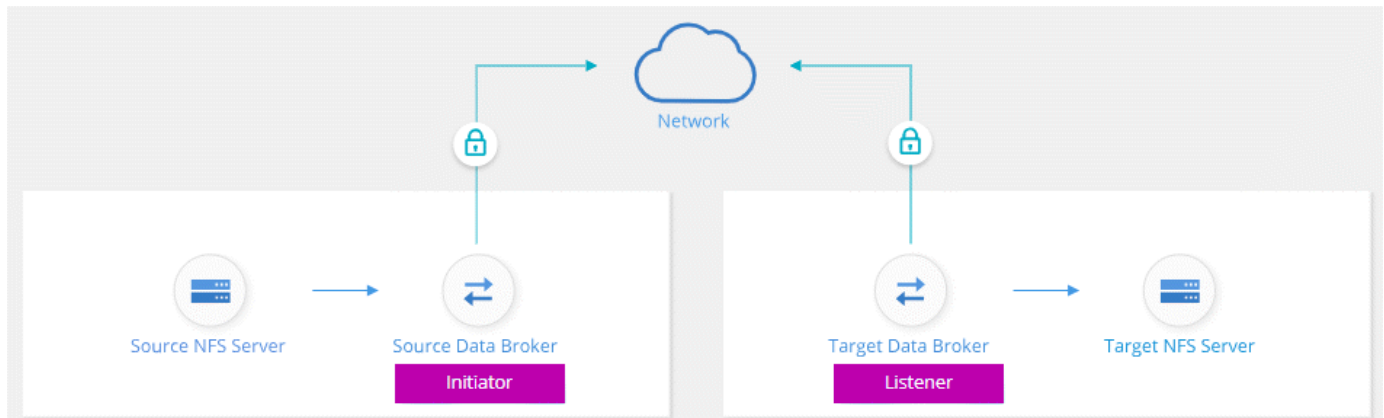 Network
Source NFS Server
Source Data Broker
Target Data Broker
Target NFS Server
Initiator
Listener